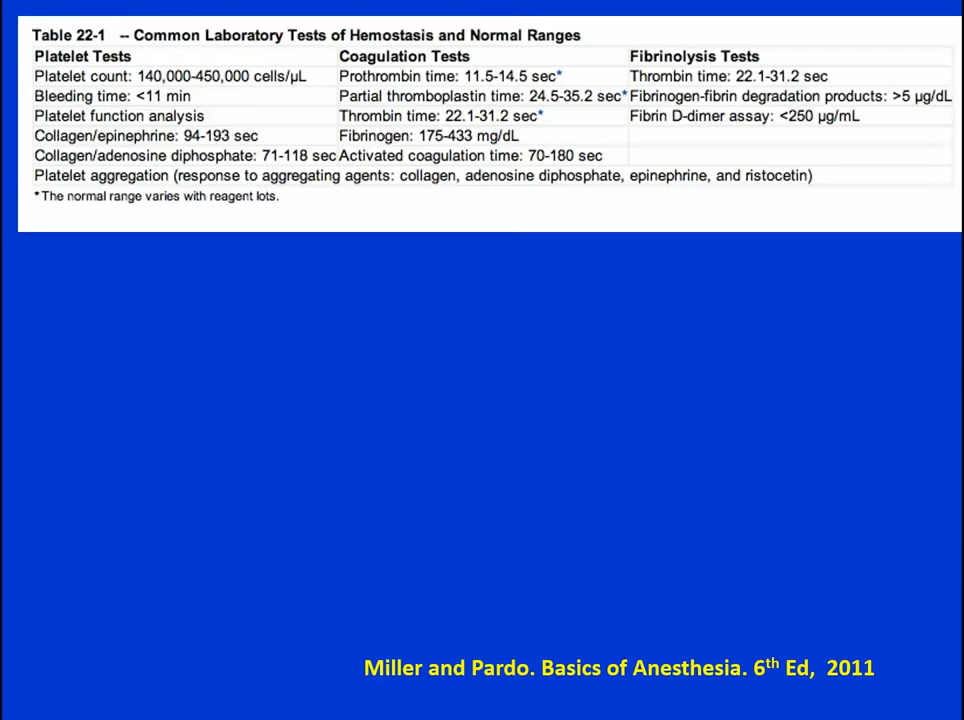 Table 22-1 -- Common Laboratory Tests of Hemostasis and Normal Ranges
Platelet Tests Coagulation Tests Fibrinolysis Tests
Platelet count: 140,000-450,000 cells/µL Prothrombin time: 11.5-14.5 sec* Thrombin time: 22.1-31.2 sec
Bleeding time: <11 min Partial thromboplastin time: 24.5-35.2 sec* Fibrinogen-fibrin degradation products: >5 µg/dL
Platelet function analysis Thrombin time: 22.1-31.2 sec* Fibrin D-dimer assay: <250 µg/mL
Collagen/epinephrine: 94-193 sec Fibrinogen: 175-433 mg/dL
Collagen/adenosine diphosphate: 71-118 sec Activated coagulation time: 70-180 sec
Platelet aggregation (response to aggregating agents: collagen, adenosine diphosphate, epinephrine, and ristocetin)
* The normal range varies with reagent lots.
Miller and Pardo. Basics of Anesthesia. 6th Ed, 2011